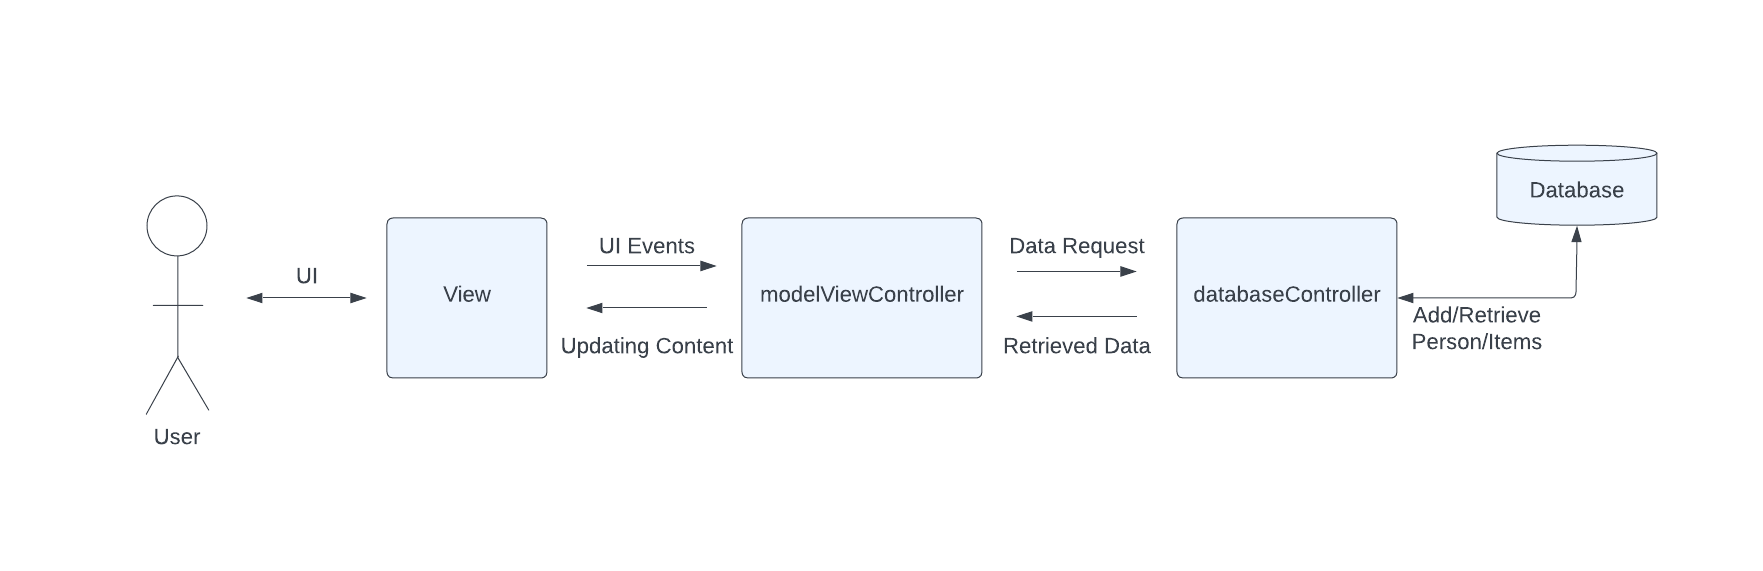 User
UI
View
UI Events
Updating Content
modelViewController
Data Request
Retrieved Data
databaseController
Add/Retrieve
Person/Items
Database